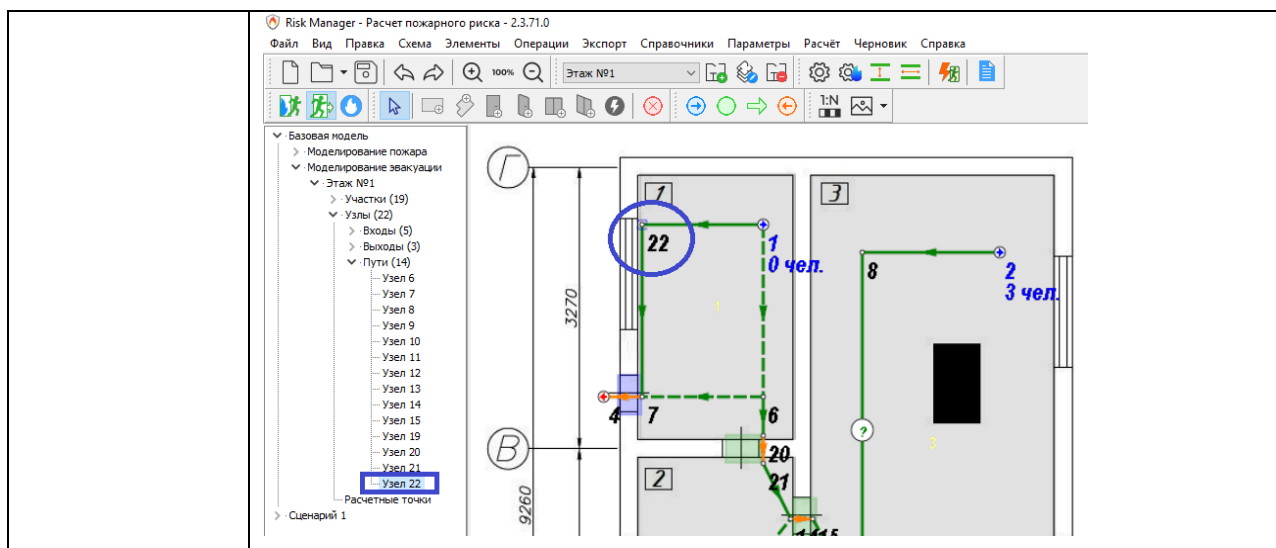 Risk Manager - Расчет пожарного риска - 2.3.71.0
Файл Вид Правка Схема Элементы Операции Экспорт Справочники Параметры Расчёт Черновик Справка
100% Этаж №1
1:N
Базовая модель
Моделирование пожара
Моделирование эвакуации
Этаж №1
Участки (19)
Узлы (22)
Входы (5)
Выходы (3)
Пути (14)
Узел 6
Узел 7
Узел 8
Узел 9
Узел 10
Узел 11
Узел 12
Узел 13
Узел 14
Узел 15
Узел 19
Узел 20
Узел 21
Узел 22
Расчетные точки
Сценарий 1
Г
1
3
22
1
0 чел.
8
2
3 чел.
3270
1
4
7
6
?
3
В
20
2
21
9260